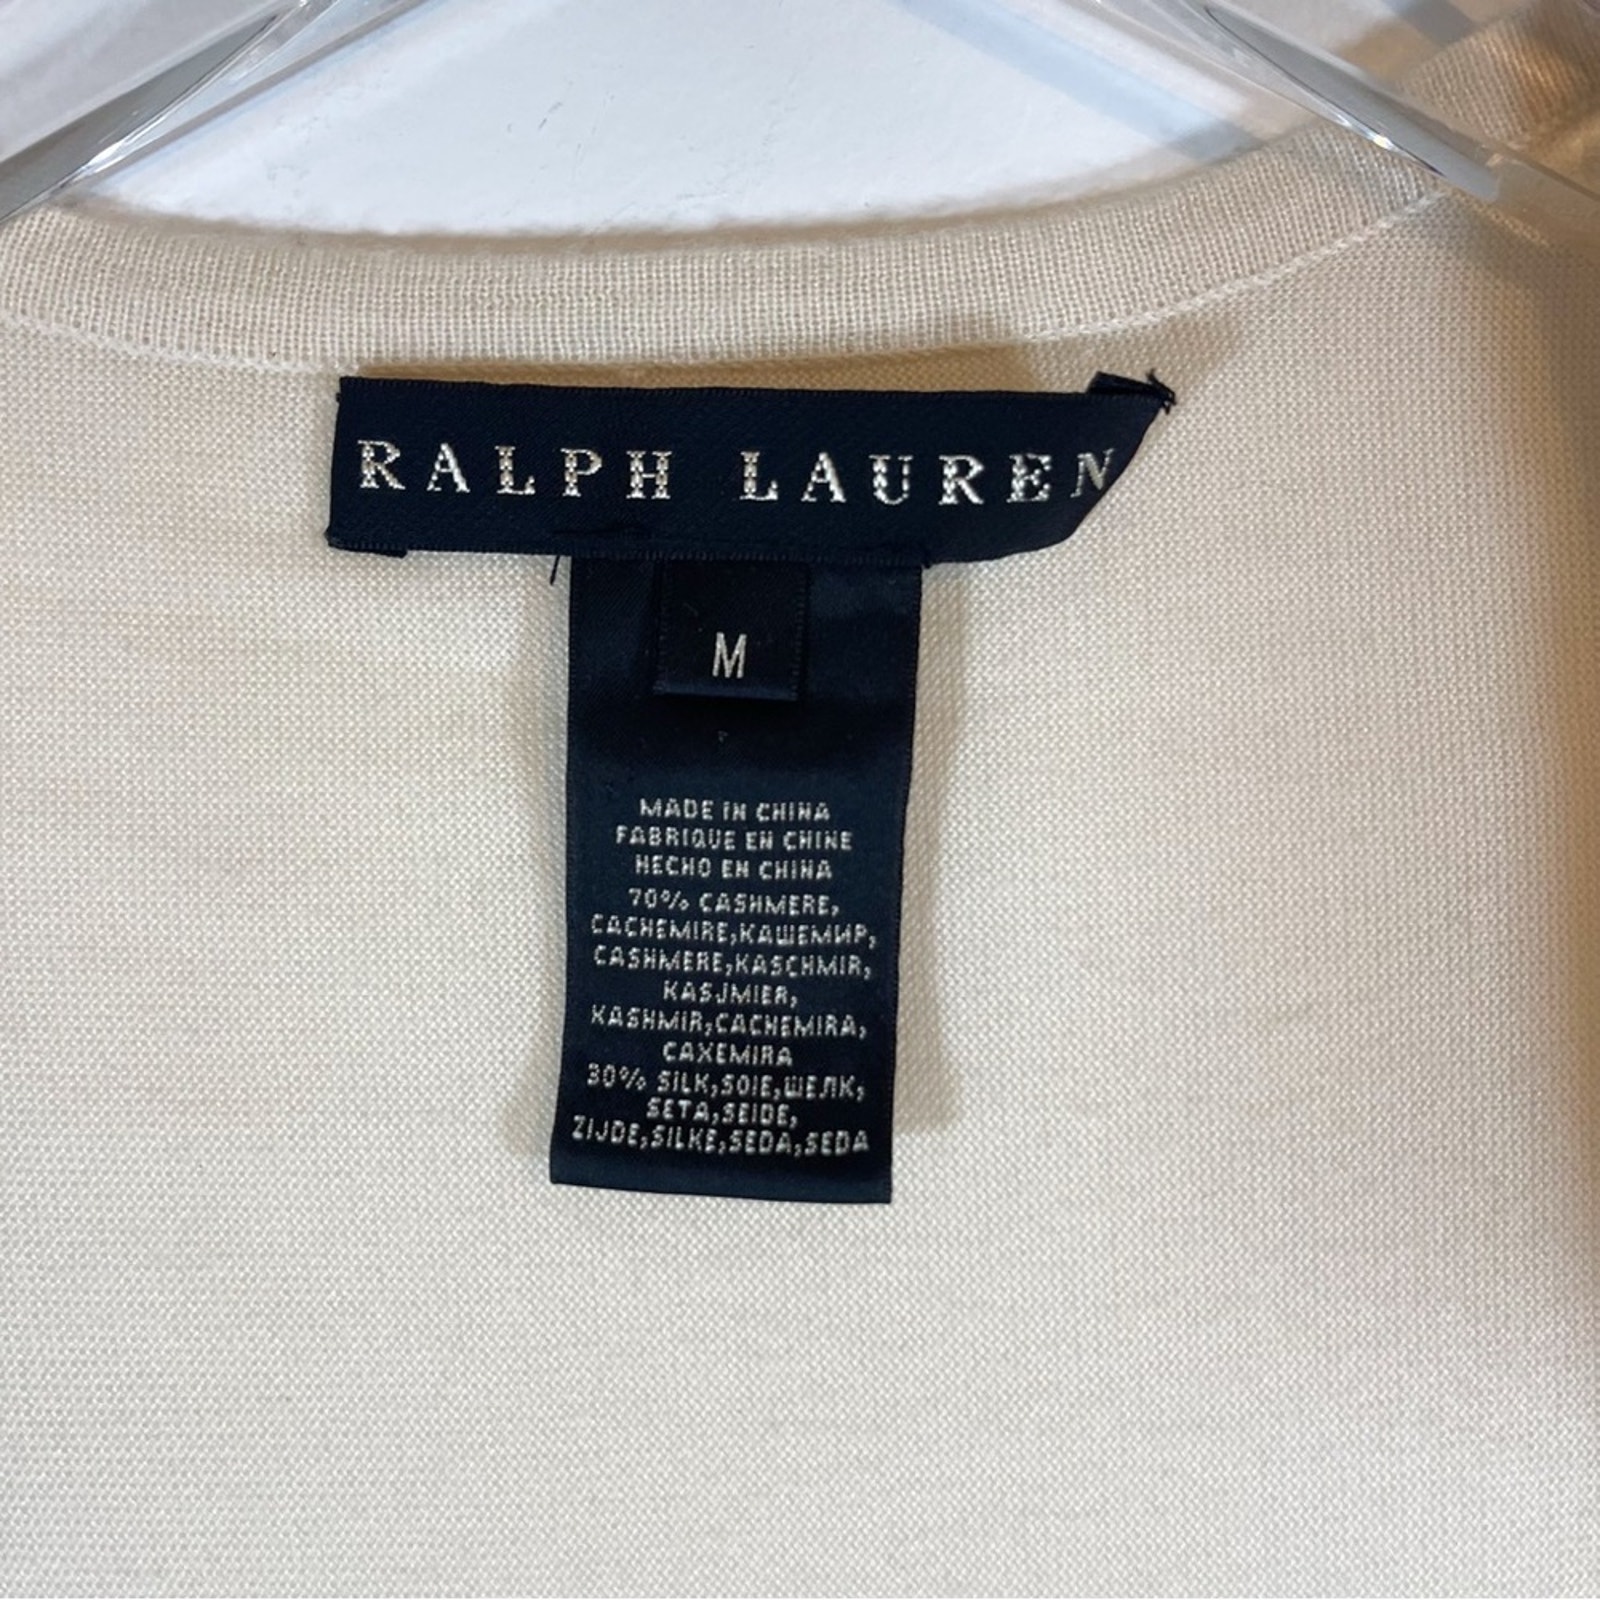 RALPH LAUREN
M
MADE IN CHINA
FABRIQUE EN CHINE
HECHO EN CHINA
70% CASHMERE,
CACHEMIRE,КАШЕМИР,
CASHMERE,KASCHMIR,
KASJMIER,
KASHMIR,CACHEMIRA,
CAXEMIRA
30% SILK,SOIE,ШЕЛК,
SETA,SEIDE,
ZIJDE,SILKE,SEDA,SEDA